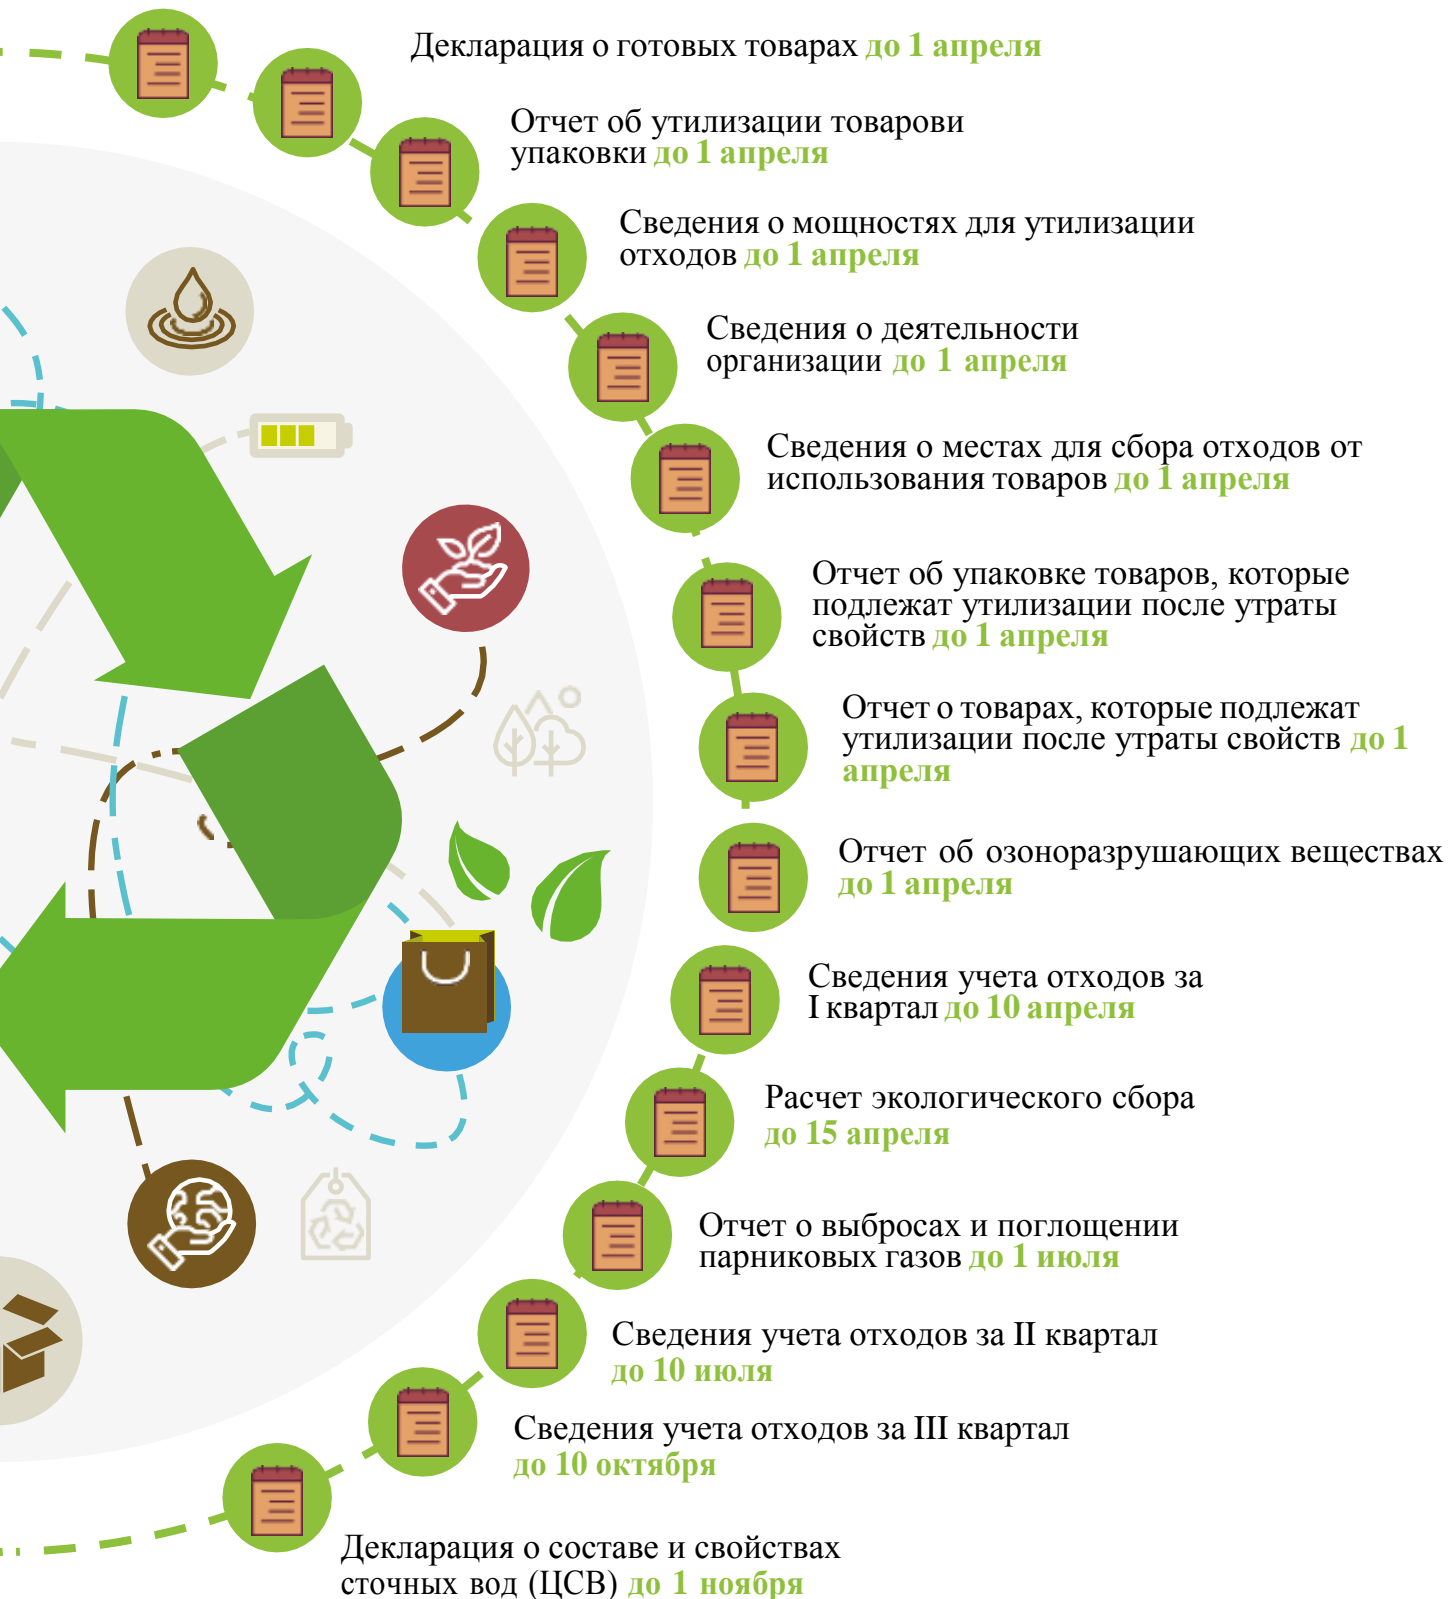 Декларация о готовых товарах до 1 апреля
Отчет об утилизации товарови
упаковки до 1 апреля
Сведения о мощностях для утилизации
отходов до 1 апреля
Сведения о деятельности
организации до 1 апреля
Сведения о местах для сбора отходов от
использования товаров до 1 апреля
Отчет об упаковке товаров, которые
подлежат утилизации после утраты
свойств до 1 апреля
Отчет о товарах, которые подлежат
утилизации после утраты свойств до 1
апреля
Отчет об озоноразрушающих веществах
до 1 апреля
Сведения учета отходов за
I квартал до 10 апреля
Расчет экологического сбора
до 15 апреля
Отчет о выбросах и поглощении
парниковых газов до 1 июля
Сведения учета отходов за II квартал
до 10 июля
Сведения учета отходов за III квартал
до 10 октября
Декларация о составе и свойствах
сточных вод (ЦСВ) до 1 ноября